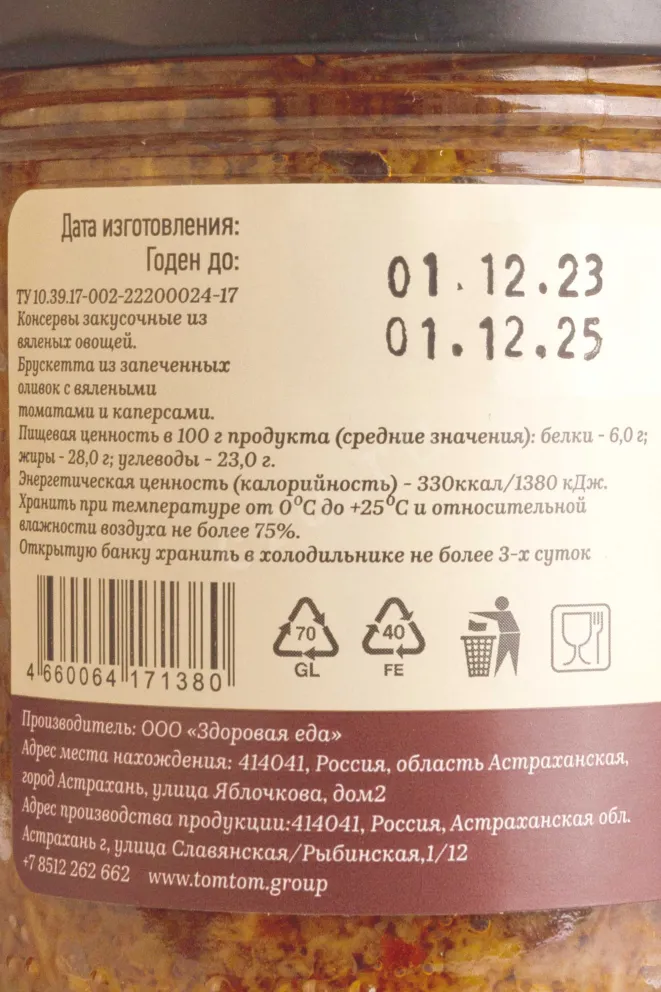 Дата изготовления:
Годен до:
01.12.23
01.12.25
ТУ 10.39.17-002-22200024-17
Консервы закусочные из
вяленых овощей.
Брускетта из запеченных
оливок с вялеными
томатами и каперсами.
Пищевая ценность в 100 г продукта (средние значения): белки - 6,0 г;
жиры - 28,0 г; углеводы - 23,0 г.
Энергетическая ценность (калорийность) - 330ккал/1380 кДж.
Хранить при температуре от 0°С до +25°С и относительной
влажности воздуха не более 75%.
Открытую банку хранить в холодильнике не более 3-х суток
4 660064 171380
70
GL
40
FE
Производитель: ООО «Здоровая еда»
Адрес места нахождения: 414041, Россия, область Астраханская,
город Астрахань, улица Яблочкова, дом2
Адрес производства продукции:414041, Россия, Астраханская обл.
Астрахань г, улица Славянская/Рыбинская,1/12
+7 8512 262 662 www.tomtom.group